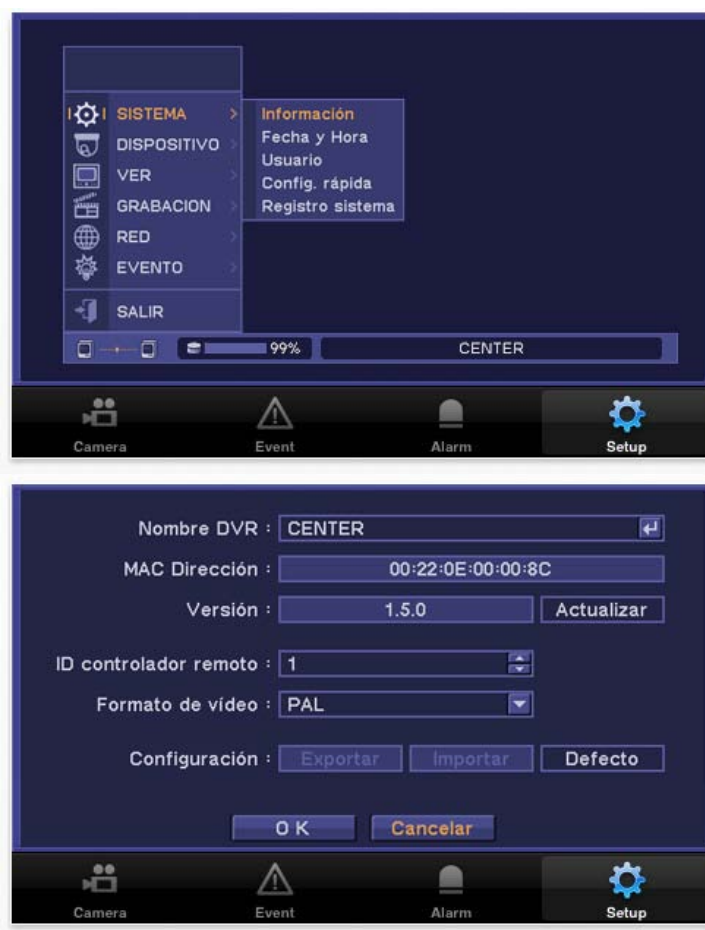 SISTEMA > Información
DISPOSITIVO > Fecha y Hora
Usuario
VER > Config. rápida
GRABACION > Registro sistema
RED >
EVENTO >
SALIR
99% CENTER
Camera Event Alarm Setup
Nombre DVR : CENTER
MAC Dirección : 00:22:0E:00:00:8C
Versión : 1.5.0 Actualizar
ID controlador remoto : 1
Formato de vídeo : PAL
Configuración : Exportar Importar Defecto
O K Cancelar
Camera Event Alarm Setup